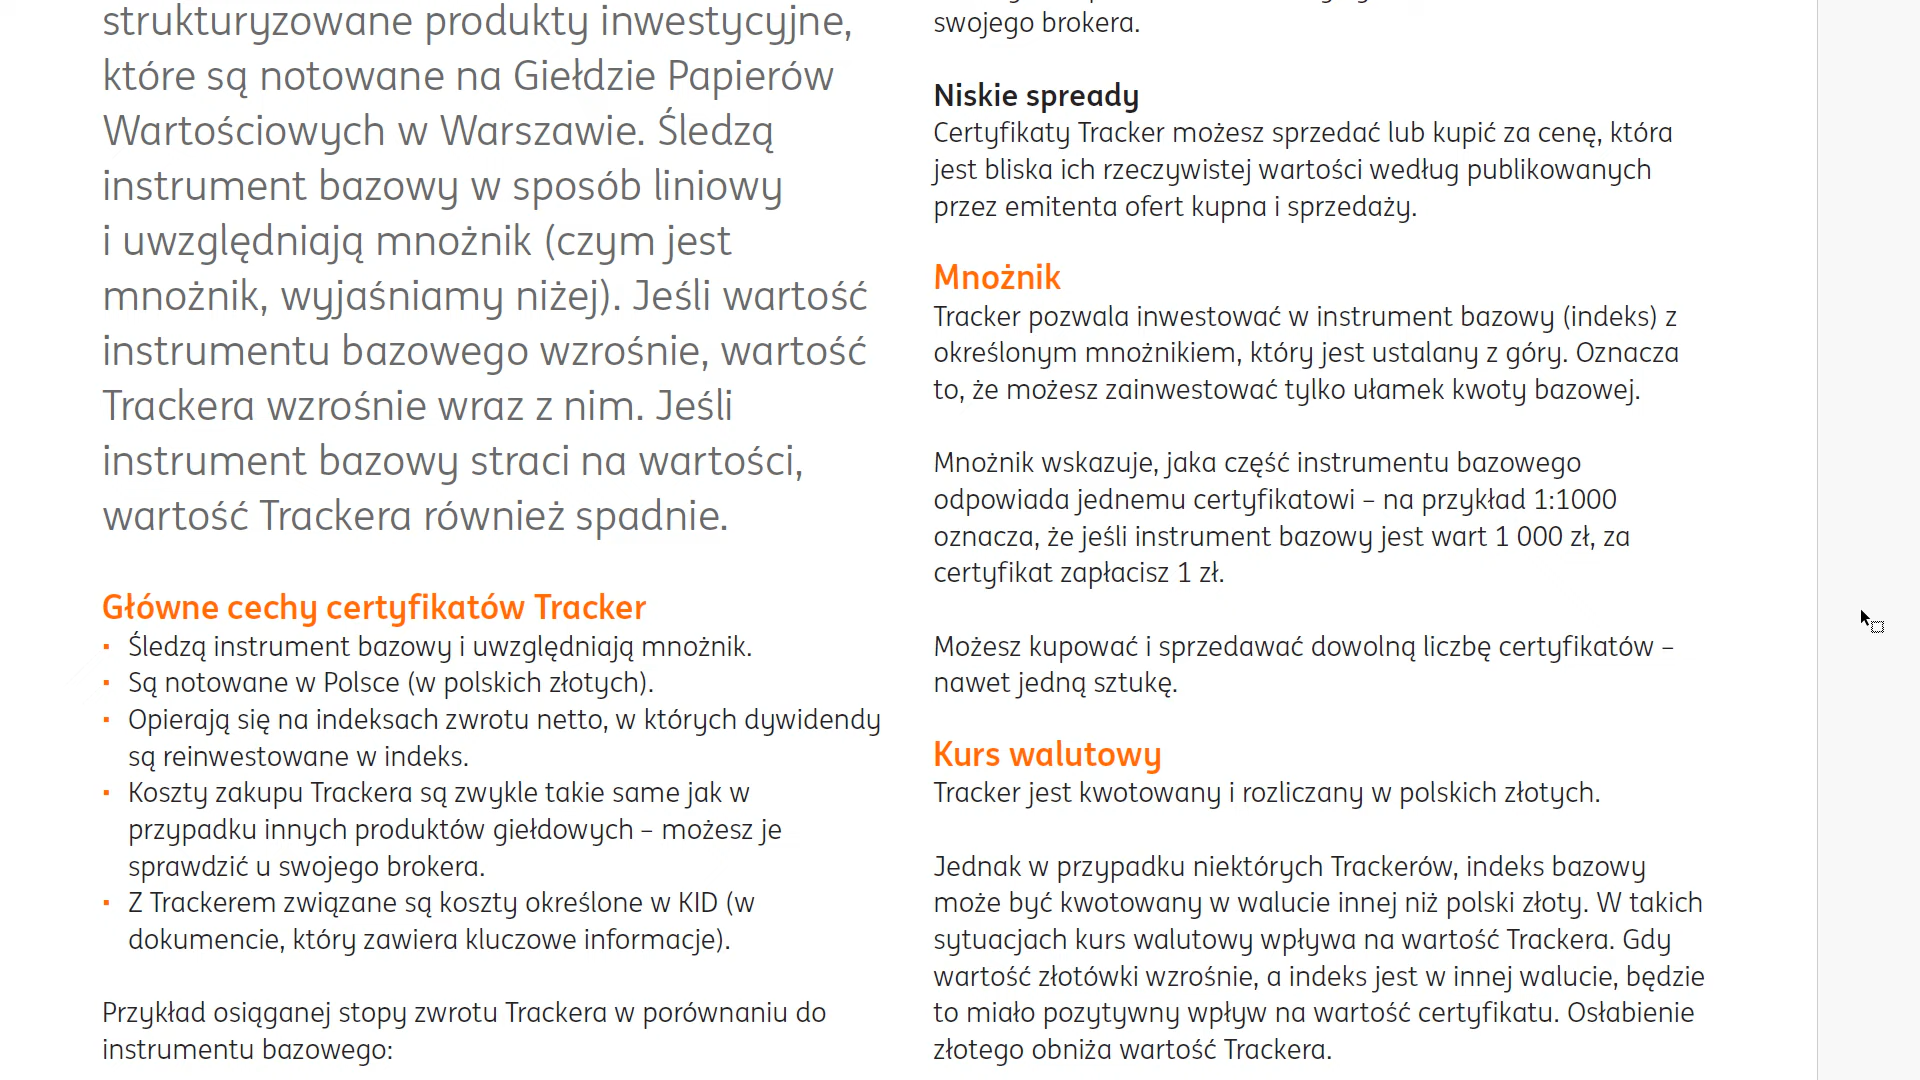 strukturyzowane produkty inwestycyjne,
które są notowane na Giełdzie Papierów
Wartościowych w Warszawie. Śledzą
instrument bazowy w sposób liniowy
i uwzględniają mnożnik (czym jest
mnożnik, wyjaśniamy niżej). Jeśli wartość
instrumentu bazowego wzrośnie, wartość
Trackera wzrośnie wraz z nim. Jeśli
instrument bazowy straci na wartości,
wartość Trackera również spadnie.
Główne cechy certyfikatów Tracker
▪ Śledzą instrument bazowy i uwzględniają mnożnik.
▪ Są notowane w Polsce (w polskich złotych).
▪ Opierają się na indeksach zwrotu netto, w których dywidendy
są reinwestowane w indeks.
▪ Koszty zakupu Trackera są zwykle takie same jak w
przypadku innych produktów giełdowych – możesz je
sprawdzić u swojego brokera.
▪ Z Trackerem związane są koszty określone w KID (w
dokumencie, który zawiera kluczowe informacje).
Przykład osiąganej stopy zwrotu Trackera w porównaniu do
instrumentu bazowego:
swojego brokera.
Niskie spready
Certyfikaty Tracker możesz sprzedać lub kupić za cenę, która
jest bliska ich rzeczywistej wartości według publikowanych
przez emitenta ofert kupna i sprzedaży.
Mnożnik
Tracker pozwala inwestować w instrument bazowy (indeks) z
określonym mnożnikiem, który jest ustalany z góry. Oznacza
to, że możesz zainwestować tylko ułamek kwoty bazowej.
Mnożnik wskazuje, jaka część instrumentu bazowego
odpowiada jednemu certyfikatowi – na przykład 1:1000
oznacza, że jeśli instrument bazowy jest wart 1 000 zł, za
certyfikat zapłacisz 1 zł.
Możesz kupować i sprzedawać dowolną liczbę certyfikatów –
nawet jedną sztukę.
Kurs walutowy
Tracker jest kwotowany i rozliczany w polskich złotych.
Jednak w przypadku niektórych Trackerów, indeks bazowy
może być kwotowany w walucie innej niż polski złoty. W takich
sytuacjach kurs walutowy wpływa na wartość Trackera. Gdy
wartość złotówki wzrośnie, a indeks jest w innej walucie, będzie
to miało pozytywny wpływ na wartość certyfikatu. Osłabienie
złotego obniża wartość Trackera.